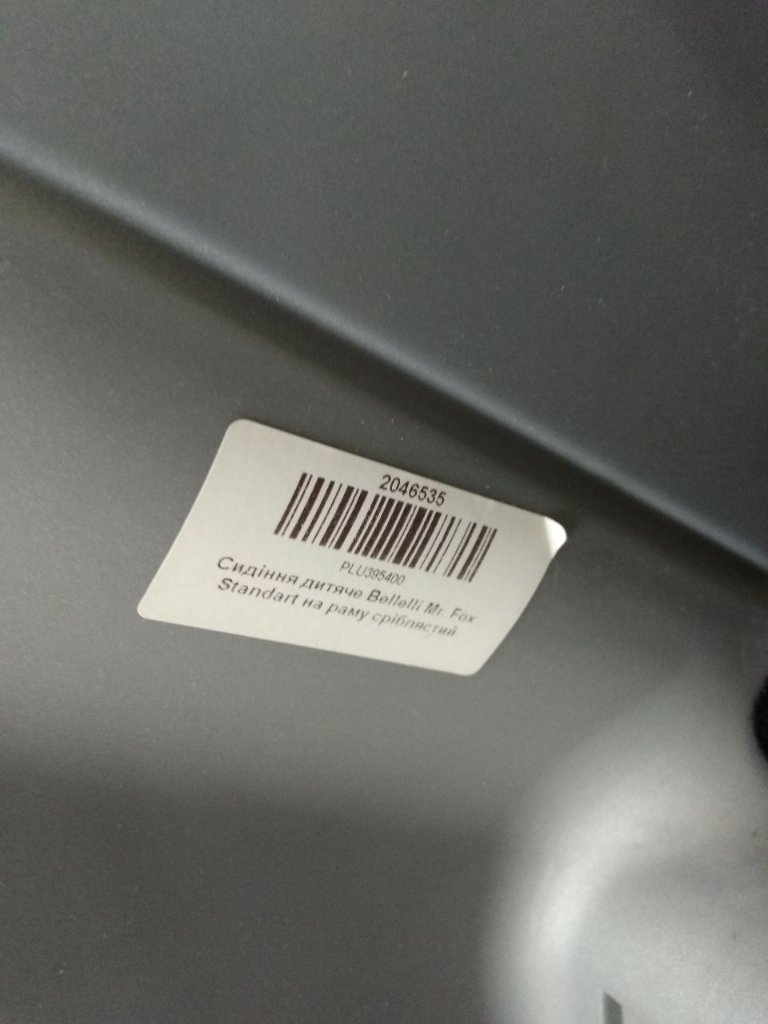 2046535
PLU395400
Сидіння дитяче Bellelli Mr. Fox
Standart на раму сріблястий